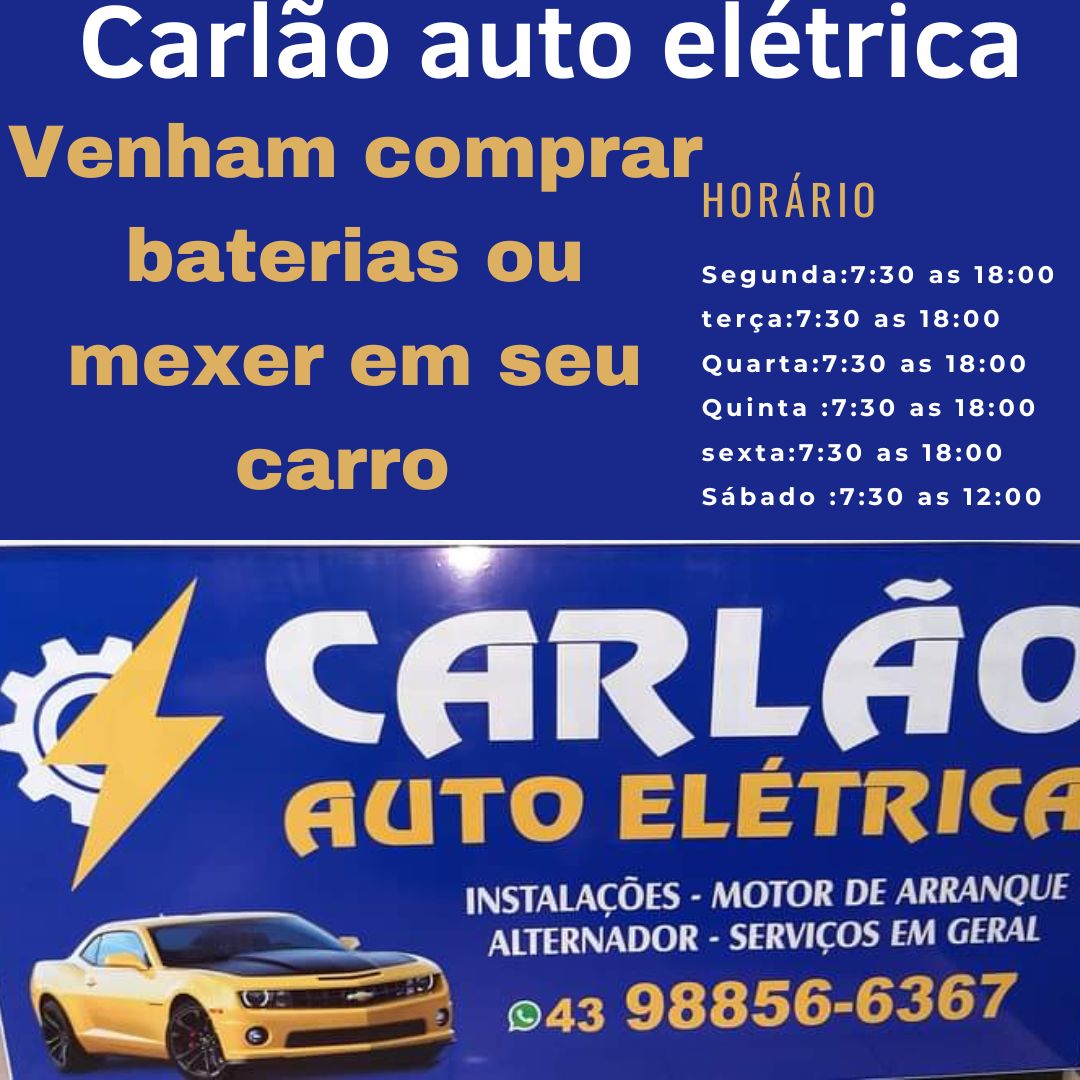 Carlão auto elétrica
Venham comprar
baterias ou
mexer em seu
carro
HORÁRIO
Segunda:7:30 as 18:00
terça:7:30 as 18:00
Quarta:7:30 as 18:00
Quinta :7:30 as 18:00
sexta:7:30 as 18:00
Sábado :7:30 as 12:00
CARLÃO
AUTO ELÉTRICA
INSTALAÇÕES - MOTOR DE ARRANQUE
ALTERNADOR - SERVIÇOS EM GERAL
43 98856-6367